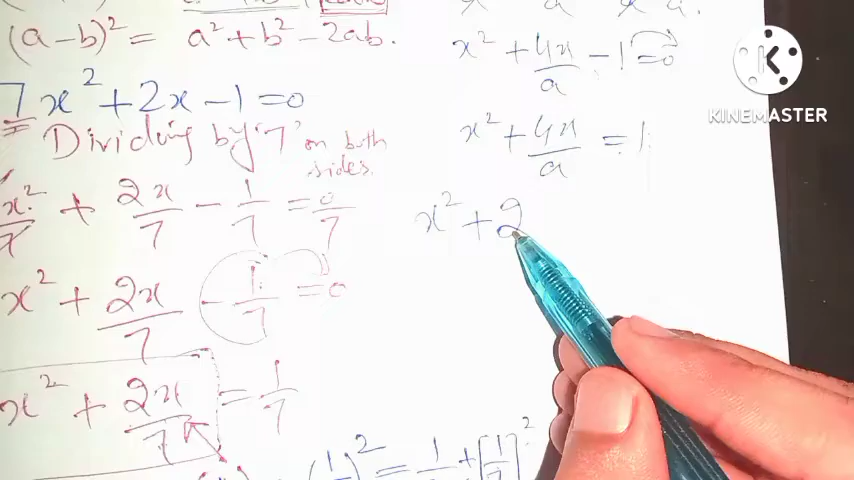 (a-b)² = a² + b² - 2ab.
7x² + 2x - 1 = 0
Dividing by '7' on both sides.
x²/7 + 2x/7 - 1/7 = 0/7
x² + 2x/7 - 1/7 = 0
x² + 2x/7 = 1/7
x² + 4x/a - 1 = 0
x² + 4x/a = 1
x² + 2
KINEMASTER